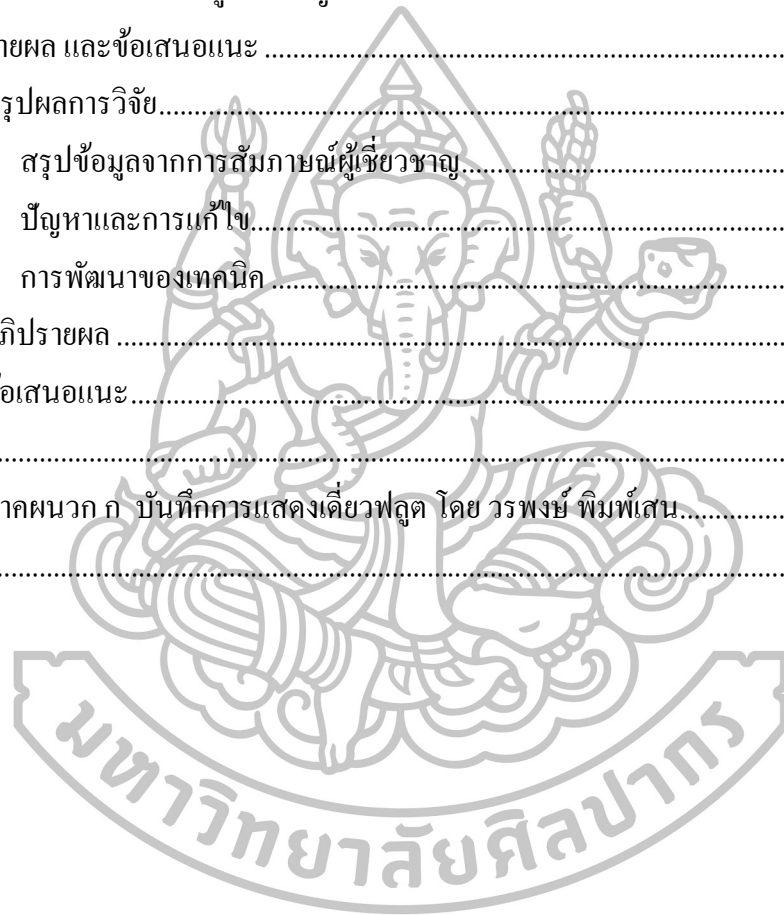 ายผล และข้อเสนอแนะ ........................................................................
รุปผลการวิจัย........................................................................
สรุปข้อมูลจากการสัมภาษณ์ผู้เชี่ยวชาญ........................................................................
ปัญหาและการแก้ไข........................................................................
การพัฒนาของเทคนิค ........................................................................
ภิปรายผล ........................................................................
อเสนอแนะ........................................................................
........................................................................
าคผนวก ก บันทึกการแสดงเดี่ยวฟลูต โดย วรพงษ์ พิมพ์เสน........................
........................................................................
มหาวิทยาลัยศิลปากร